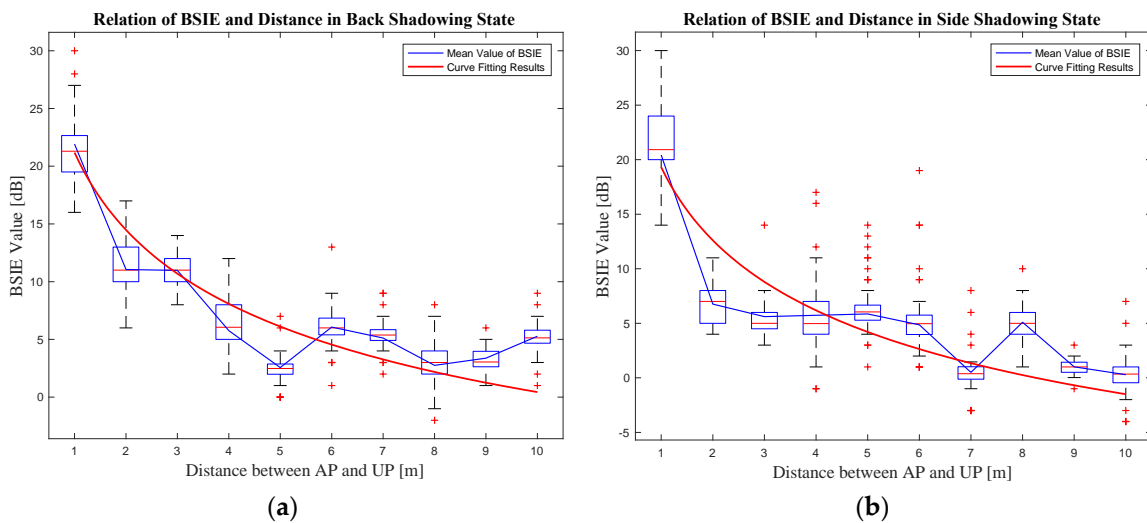 Relation of BSIE and Distance in Back Shadowing State
30
25
20
15
10
5
0
BSIE Value [dB]
Mean Value of BSIE
Curve Fitting Results
1 2 3 4 5 6 7 8 9 10
Distance between AP and UP [m]
(a)
Relation of BSIE and Distance in Side Shadowing State
30
25
20
15
10
5
0
-5
BSIE Value [dB]
Mean Value of BSIE
Curve Fitting Results
1 2 3 4 5 6 7 8 9 10
Distance between AP and UP [m]
(b)